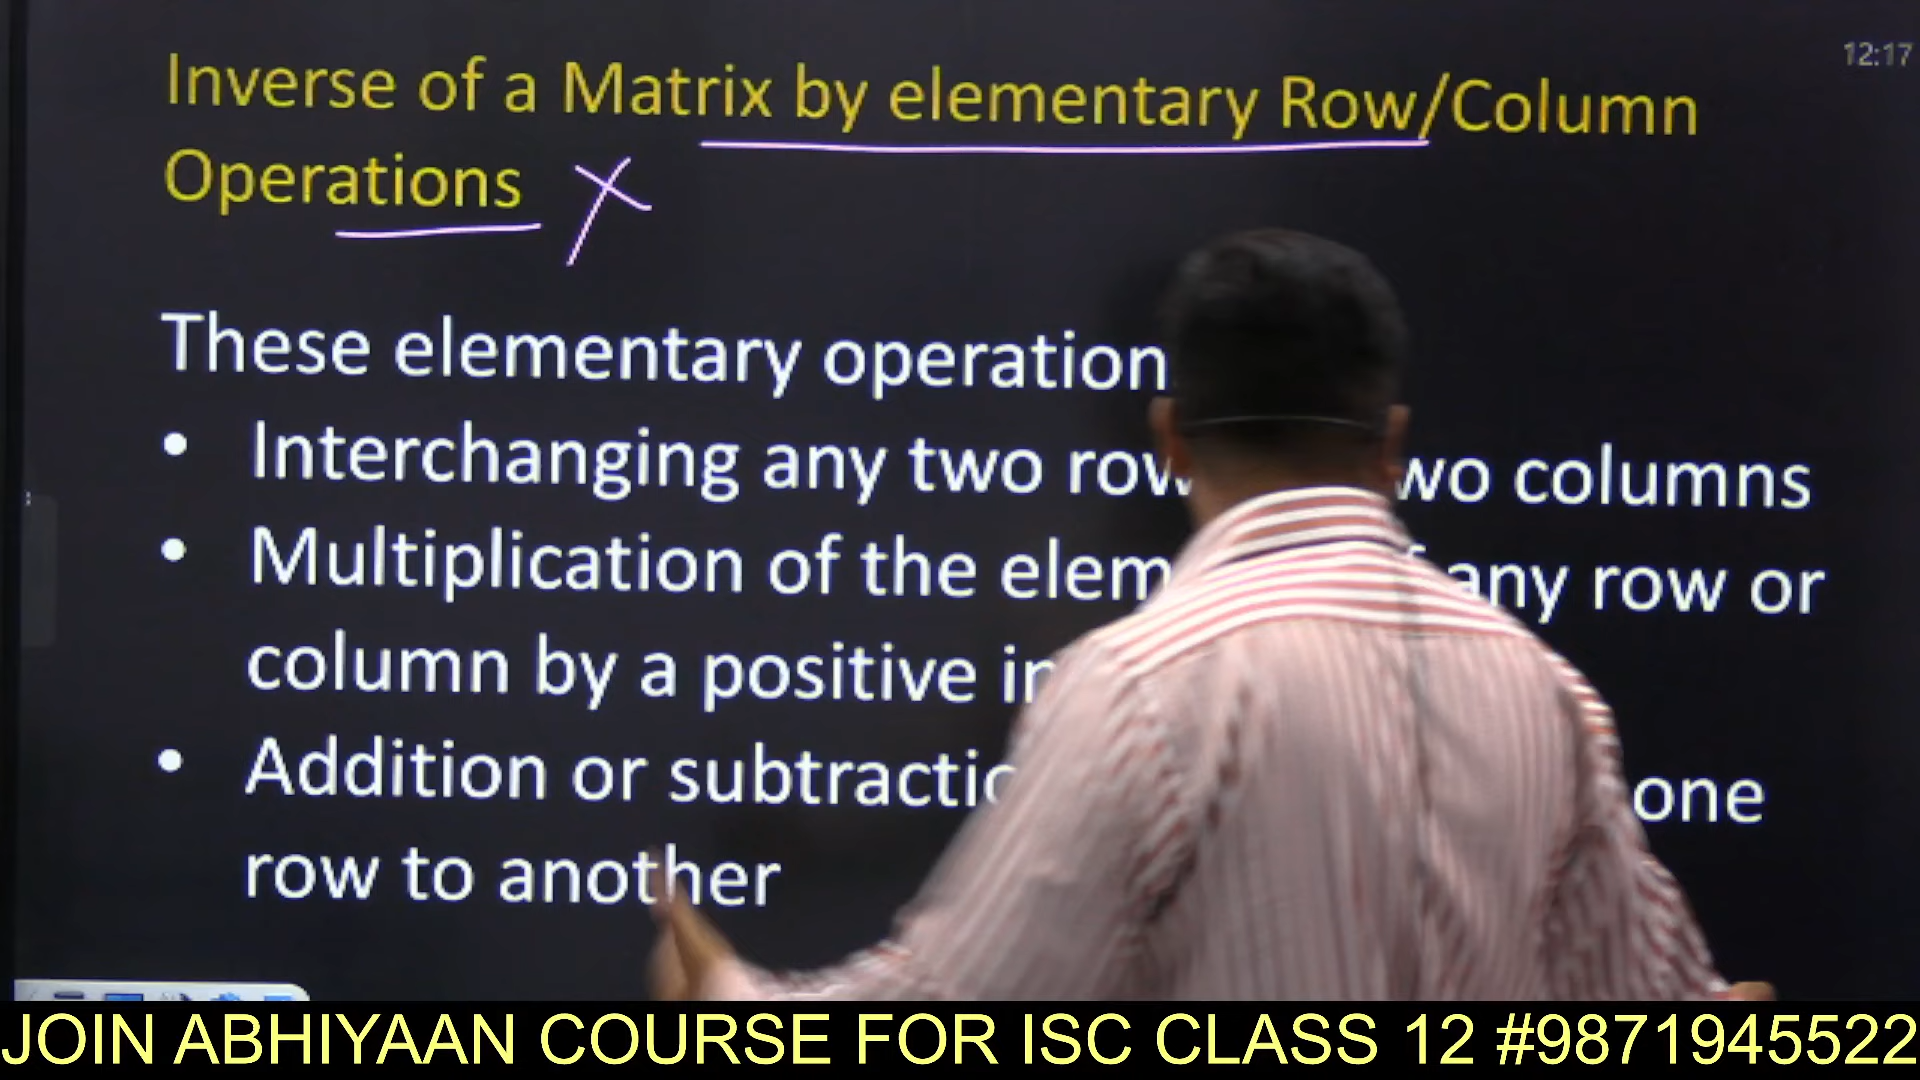 12:17
Inverse of a Matrix by elementary Row/Column
Operations
These elementary operation
Interchanging any two row wo columns
Multiplication of the elem any row or
column by a positive in
Addition or subtractio one
row to another
JOIN ABHIYAAN COURSE FOR ISC CLASS 12 #9871945522